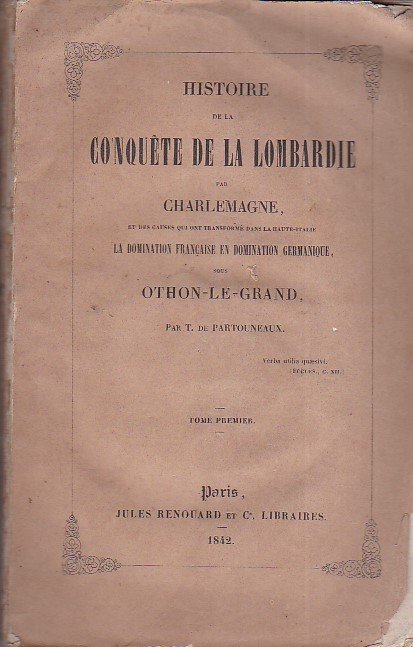 HISTOIRE
DE LA
CONQUÊTE DE LA LOMBARDIE
PAR
CHARLEMAGNE,
ET DES CAUSES QUI ONT TRANSFORMÉ DANS LA HAUTE-ITALIE
LA DOMINATION FRANÇAISE EN DOMINATION GERMANIQUE,
SOUS
OTHON-LE-GRAND,
PAR T. DE PARTOUNEAUX.
Verba utilia quæsivi.
(ECCLES., C. XII.
TOME PREMIER.
Paris,
JULES RENOUARD ET Cie, LIBRAIRES.
1842.